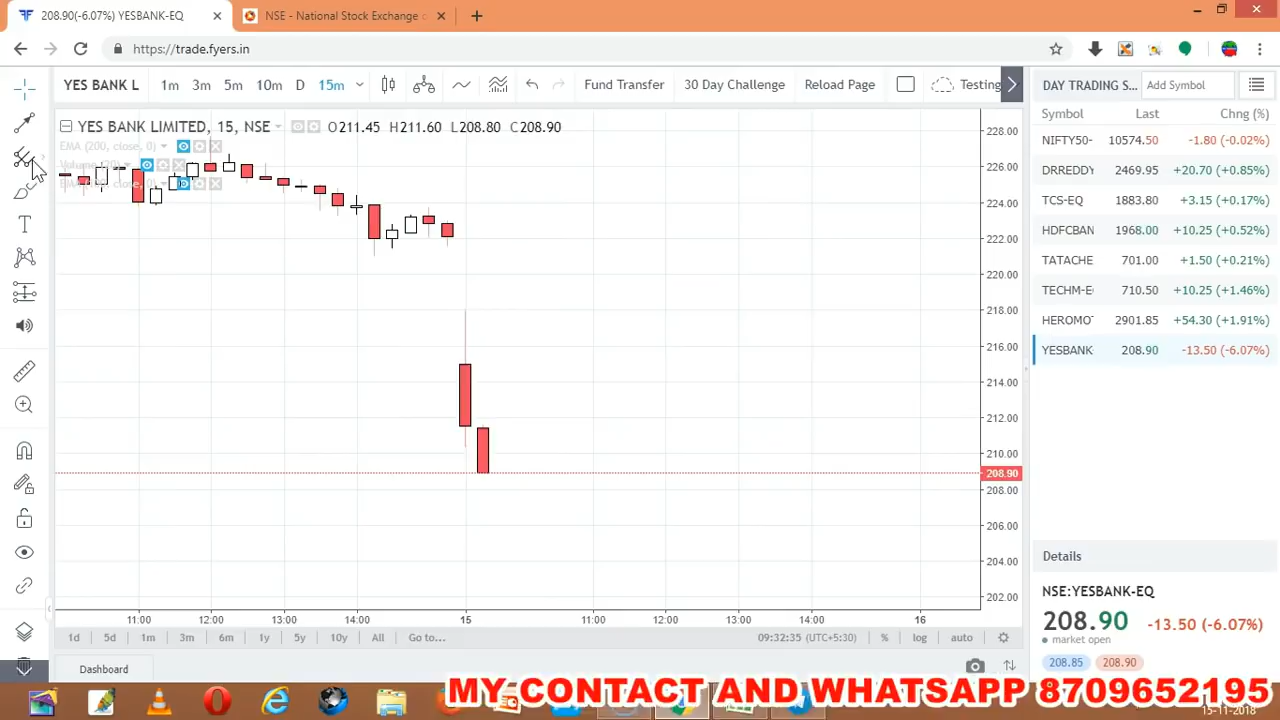 208.90(-6.07%) YESBANK-EQ
NSE - National Stock Exchange o
https://trade.fyers.in
YES BANK L 1m 3m 5m 10m D 15m Fund Transfer 30 Day Challenge Reload Page Testing
DAY TRADING S... Add Symbol
YES BANK LIMITED, 15, NSE O211.45 H211.60 L208.80 C208.90
EMA (200, close, 0)
Volume (20)
228.00
226.00
224.00
222.00
220.00
218.00
216.00
214.00
212.00
210.00
208.90
208.00
206.00
204.00
202.00
11:00 12:00 13:00 14:00 15 11:00 12:00 13:00 14:00 16
1d 5d 1m 3m 6m 1y 5y 10y All Go to... 09:32:35 (UTC+5:30) % log auto
Dashboard
Symbol Last Chng (%)
NIFTY50- 10574.50 -1.80 (-0.02%)
DRREDDY 2469.95 +20.70 (+0.85%)
TCS-EQ 1883.80 +3.15 (+0.17%)
HDFCBAN 1968.00 +10.25 (+0.52%)
TATACHE 701.00 +1.50 (+0.21%)
TECHM-E 710.50 +10.25 (+1.46%)
HEROMO 2901.85 +54.30 (+1.91%)
YESBANK 208.90 -13.50 (-6.07%)
Details
NSE:YESBANK-EQ
208.90 -13.50 (-6.07%)
market open
208.85 208.90
MY CONTACT AND WHATSAPP 8709652195
15-11-2018